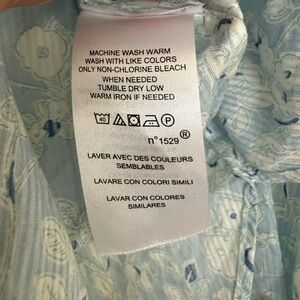 MACHINE WASH WARM
WASH WITH LIKE COLORS
ONLY NON-CHLORINE BLEACH
WHEN NEEDED
TUMBLE DRY LOW
WARM IRON IF NEEDED
40 P
n°1529®
LAVER AVEC DES COULEURS
SEMBLABLES
LAVARE CON COLORI SIMILI
LAVAR CON COLORES
SIMILARES